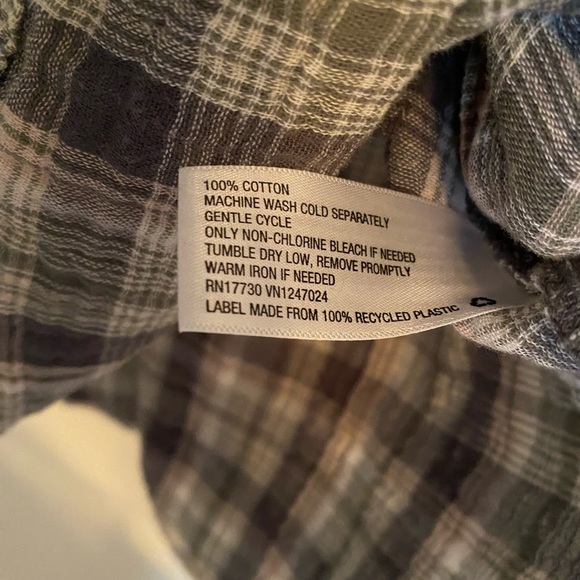 100% COTTON
MACHINE WASH COLD SEPARATELY
GENTLE CYCLE
ONLY NON-CHLORINE BLEACH IF NEEDED
TUMBLE DRY LOW, REMOVE PROMPTLY
WARM IRON IF NEEDED
RN17730 VN1247024
LABEL MADE FROM 100% RECYCLED PLASTIC